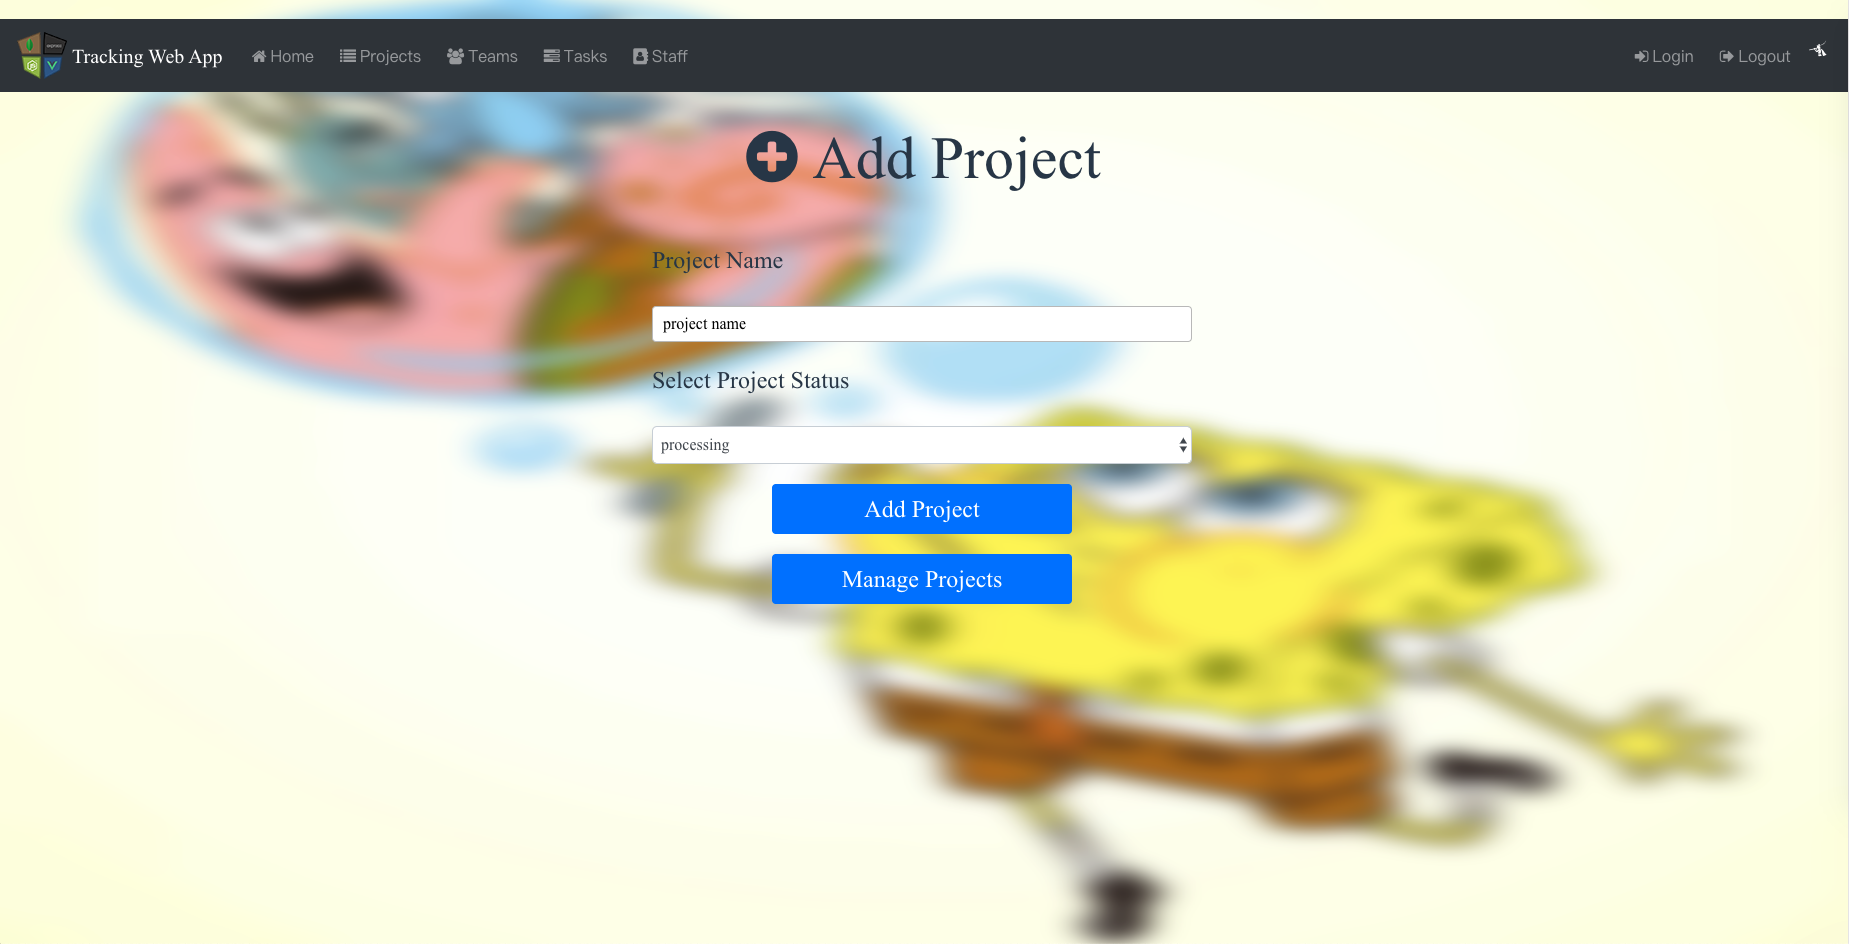 Tracking Web App Home Projects Teams Tasks Staff Login Logout
Add Project
Project Name
project name
Select Project Status
processing
Add Project
Manage Projects